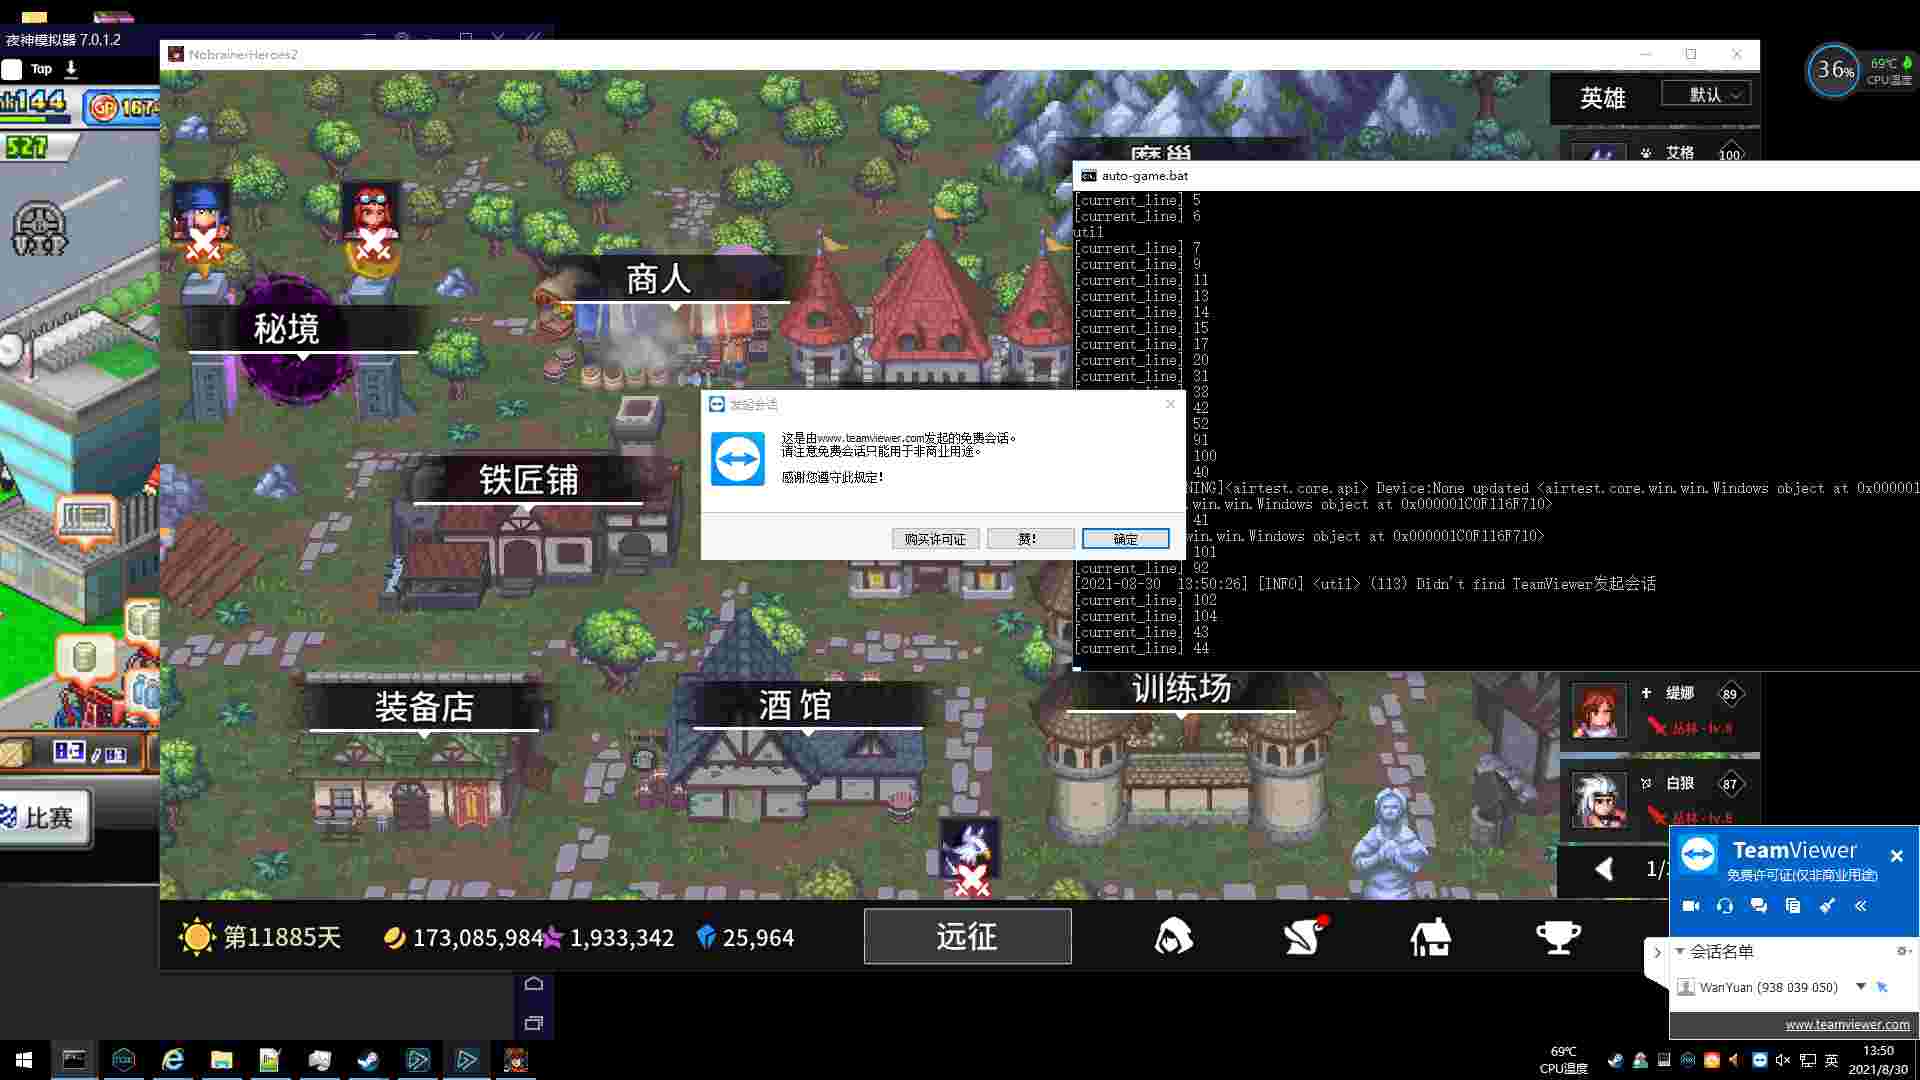 夜神模拟器 7.0.1.2
Tap
144
527
13 / 83
比赛
NobrainerHeroes2
秘境
商人
魔巢
铁匠铺
装备店
酒馆
训练场
英雄
默认
艾格
100
缇娜
89
丛林 - lv.8
白狼
87
丛林 - lv.8
第11885天
173,085,984
1,933,342
25,964
远征
auto-game.bat
[current_line] 5
[current_line] 6
util
[current_line] 7
[current_line] 9
[current_line] 11
[current_line] 13
[current_line] 14
[current_line] 15
[current_line] 17
[current_line] 20
[current_line] 31
33
42
52
91
100
40
NING]<airtest.core.api> Device:None updated <airtest.core.win.win.Windows object at 0x000001
.win.win.Windows object at 0x000001C0F116F710>
41
win.win.Windows object at 0x000001C0F116F710>
101
[current_line] 92
[2021-08-30 13:50:26] [INFO] <util> (113) Didn't find TeamViewer发起会话
[current_line] 102
[current_line] 104
[current_line] 43
[current_line] 44
发起会话
这是由www.teamviewer.com发起的免费会话。
请注意免费会话只能用于非商业用途。
感谢您遵守此规定!
购买许可证
赞!
确定
36%
69℃
CPU温度
TeamViewer
免费许可证(仅非商业用途)
会话名单
WanYuan (938 039 050)
www.teamviewer.com
69℃
CPU温度
英
13:50
2021/8/30